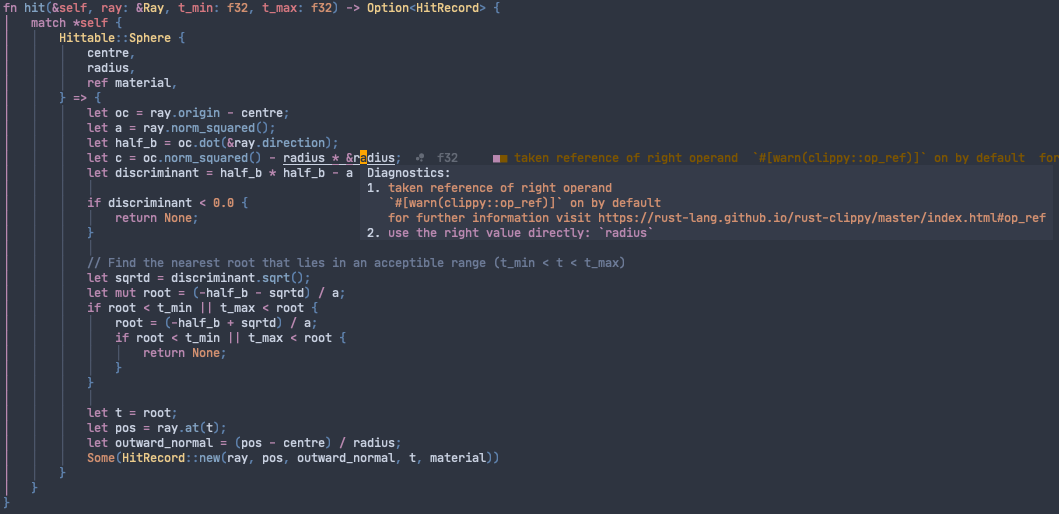 fn hit(&self, ray: &Ray, t_min: f32, t_max: f32) -> Option<HitRecord> {
match *self {
Hittable::Sphere {
centre,
radius,
ref material,
} => {
let oc = ray.origin - centre;
let a = ray.norm_squared();
let half_b = oc.dot(&ray.direction);
let c = oc.norm_squared() - radius * &radius; f32 taken reference of right operand `#[warn(clippy::op_ref)]` on by default for
let discriminant = half_b * half_b - a
Diagnostics:
1. taken reference of right operand
`#[warn(clippy::op_ref)]` on by default
for further information visit https://rust-lang.github.io/rust-clippy/master/index.html#op_ref
2. use the right value directly: `radius`
if discriminant < 0.0 {
return None;
}
// Find the nearest root that lies in an acceptible range (t_min < t < t_max)
let sqrtd = discriminant.sqrt();
let mut root = (-half_b - sqrtd) / a;
if root < t_min || t_max < root {
root = (-half_b + sqrtd) / a;
if root < t_min || t_max < root {
return None;
}
}
let t = root;
let pos = ray.at(t);
let outward_normal = (pos - centre) / radius;
Some(HitRecord::new(ray, pos, outward_normal, t, material))
}
}
}